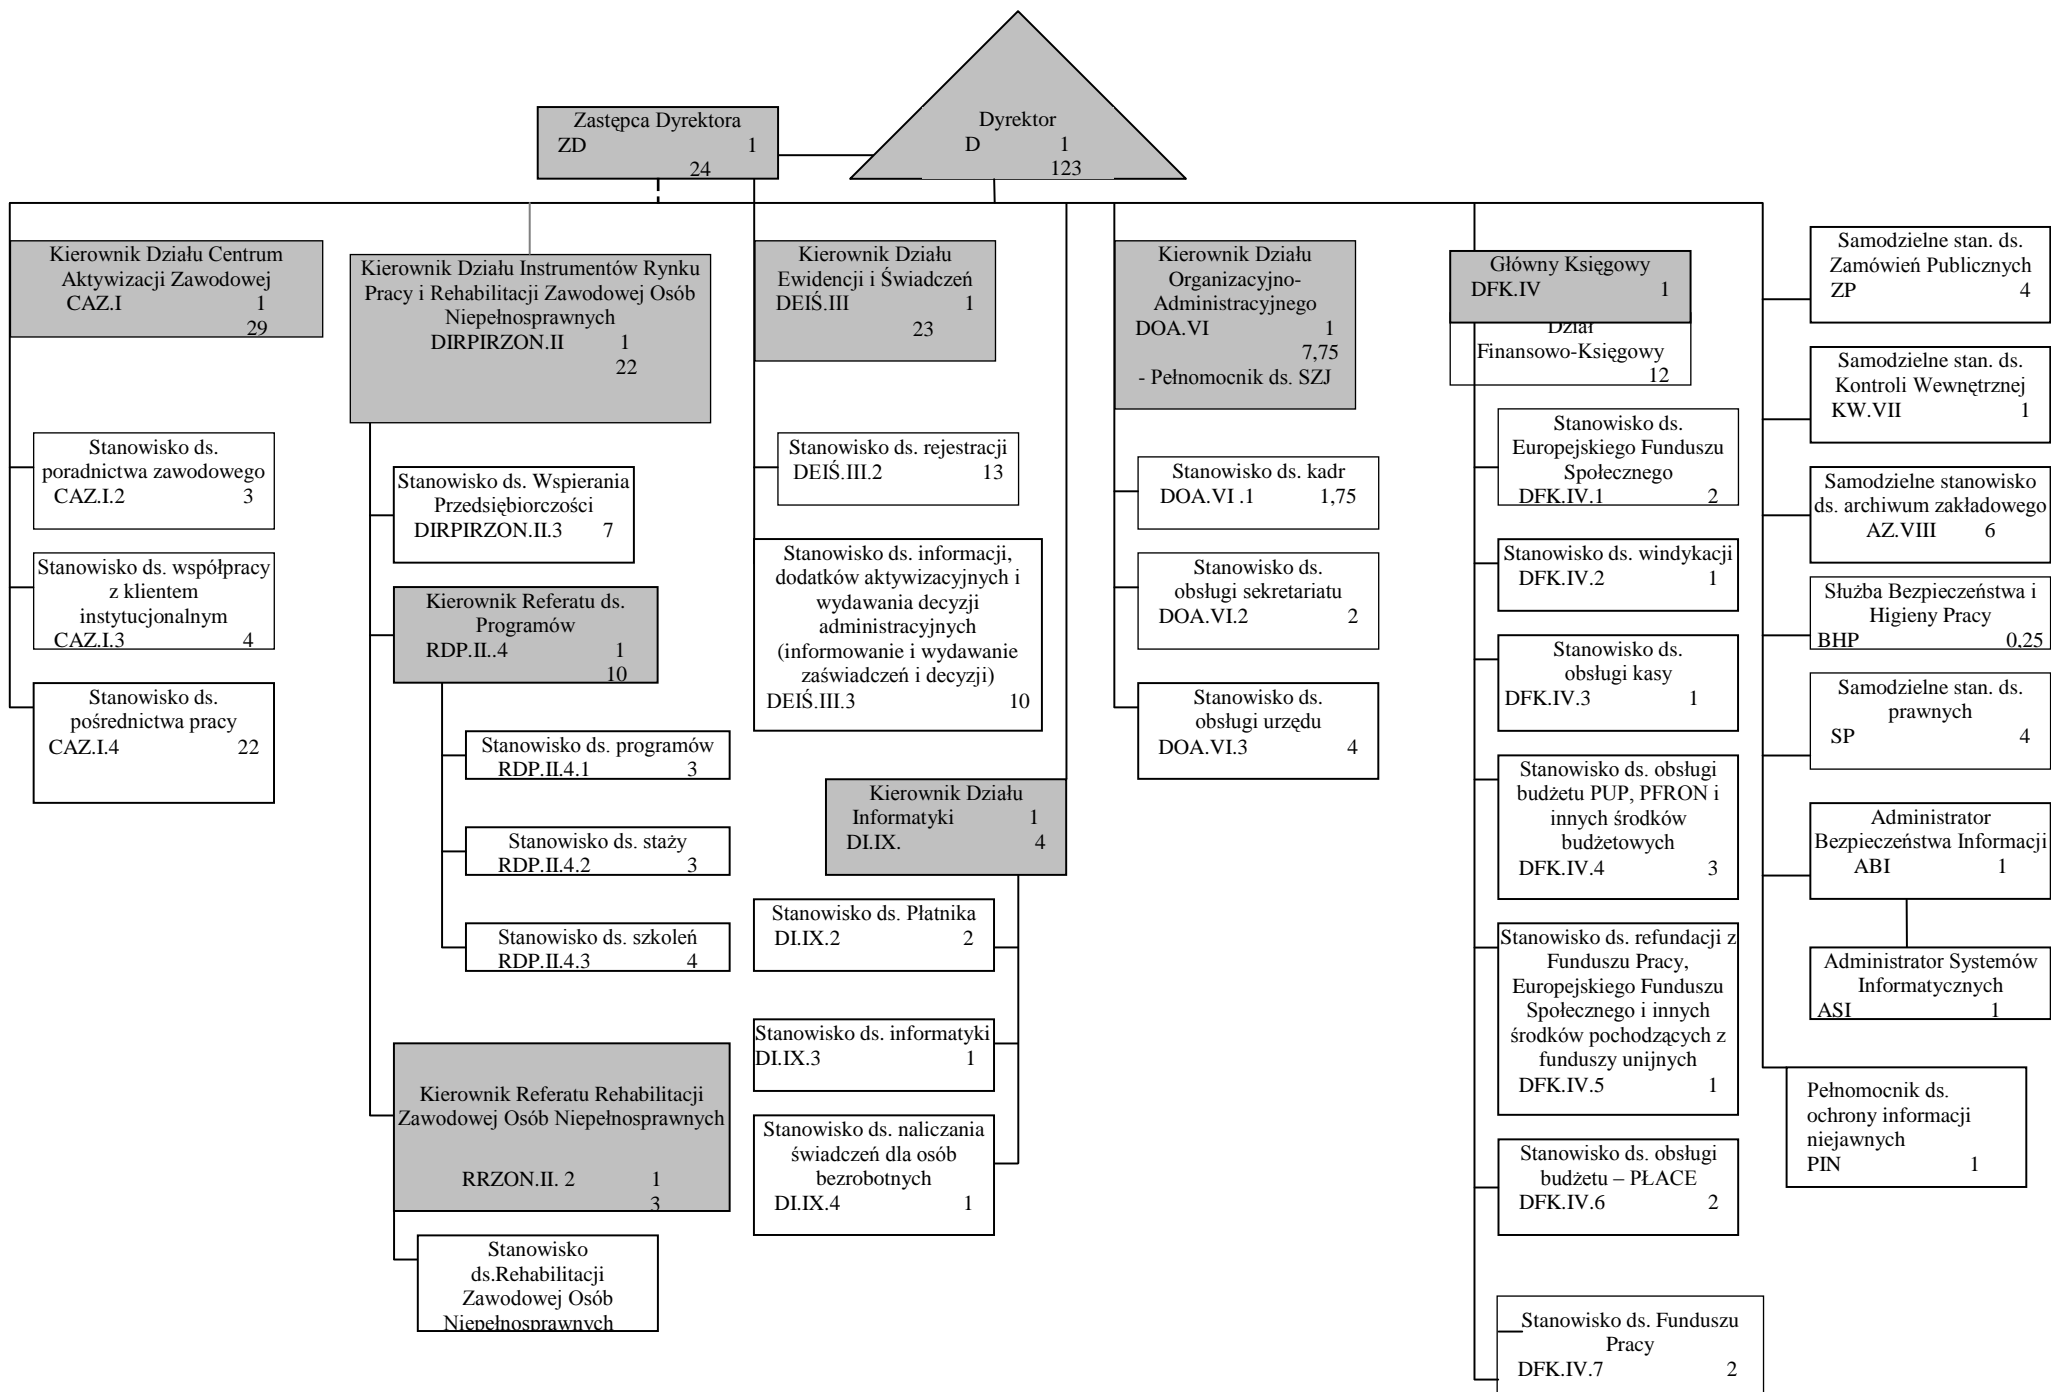 Zastępca Dyrektora
ZD 1
24
Dyrektor
D 1
123
Kierownik Działu Centrum
Aktywizacji Zawodowej
CAZ.I 1
29
Stanowisko ds.
poradnictwa zawodowego
CAZ.I.2 3
Stanowisko ds. współpracy
z klientem
instytucjonalnym
CAZ.I.3 4
Stanowisko ds.
pośrednictwa pracy
CAZ.I.4 22
Kierownik Działu Instrumentów Rynku
Pracy i Rehabilitacji Zawodowej Osób
Niepełnosprawnych
DIRPIRZON.II 1
22
Stanowisko ds. Wspierania
Przedsiębiorczości
DIRPIRZON.II.3 7
Kierownik Referatu ds.
Programów
RDP.II..4 1
10
Stanowisko ds. programów
RDP.II.4.1 3
Stanowisko ds. staży
RDP.II.4.2 3
Stanowisko ds. szkoleń
RDP.II.4.3 4
Kierownik Referatu Rehabilitacji
Zawodowej Osób Niepełnosprawnych
RRZON.II. 2 1
3
Stanowisko
ds.Rehabilitacji
Zawodowej Osób
Niepełnosprawnych
Kierownik Działu
Ewidencji i Świadczeń
DEIŚ.III 1
23
Stanowisko ds. rejestracji
DEIŚ.III.2 13
Stanowisko ds. informacji,
dodatków aktywizacyjnych i
wydawania decyzji
administracyjnych
(informowanie i wydawanie
zaświadczeń i decyzji)
DEIŚ.III.3 10
Kierownik Działu
Informatyki 1
DI.IX. 4
Stanowisko ds. Płatnika
DI.IX.2 2
Stanowisko ds. informatyki
DI.IX.3 1
Stanowisko ds. naliczania
świadczeń dla osób
bezrobotnych
DI.IX.4 1
Kierownik Działu
Organizacyjno-
Administracyjnego
DOA.VI 1
7,75
- Pełnomocnik ds. SZJ
Stanowisko ds. kadr
DOA.VI .1 1,75
Stanowisko ds.
obsługi sekretariatu
DOA.VI.2 2
Stanowisko ds.
obsługi urzędu
DOA.VI.3 4
Główny Księgowy
DFK.IV 1
Dział
Finansowo-Księgowy
12
Stanowisko ds.
Europejskiego Funduszu
Społecznego
DFK.IV.1 2
Stanowisko ds. windykacji
DFK.IV.2 1
Stanowisko ds.
obsługi kasy
DFK.IV.3 1
Stanowisko ds. obsługi
budżetu PUP, PFRON i
innych środków
budżetowych
DFK.IV.4 3
Stanowisko ds. refundacji z
Funduszu Pracy,
Europejskiego Funduszu
Społecznego i innych
środków pochodzących z
funduszy unijnych
DFK.IV.5 1
Stanowisko ds. obsługi
budżetu – PŁACE
DFK.IV.6 2
Stanowisko ds. Funduszu
Pracy
DFK.IV.7 2
Samodzielne stan. ds.
Zamówień Publicznych
ZP 4
Samodzielne stan. ds.
Kontroli Wewnętrznej
KW.VII 1
Samodzielne stanowisko
ds. archiwum zakładowego
AZ.VIII 6
Służba Bezpieczeństwa i
Higieny Pracy
BHP 0,25
Samodzielne stan. ds.
prawnych
SP 4
Administrator
Bezpieczeństwa Informacji
ABI 1
Administrator Systemów
Informatycznych
ASI 1
Pełnomocnik ds.
ochrony informacji
niejawnych
PIN 1